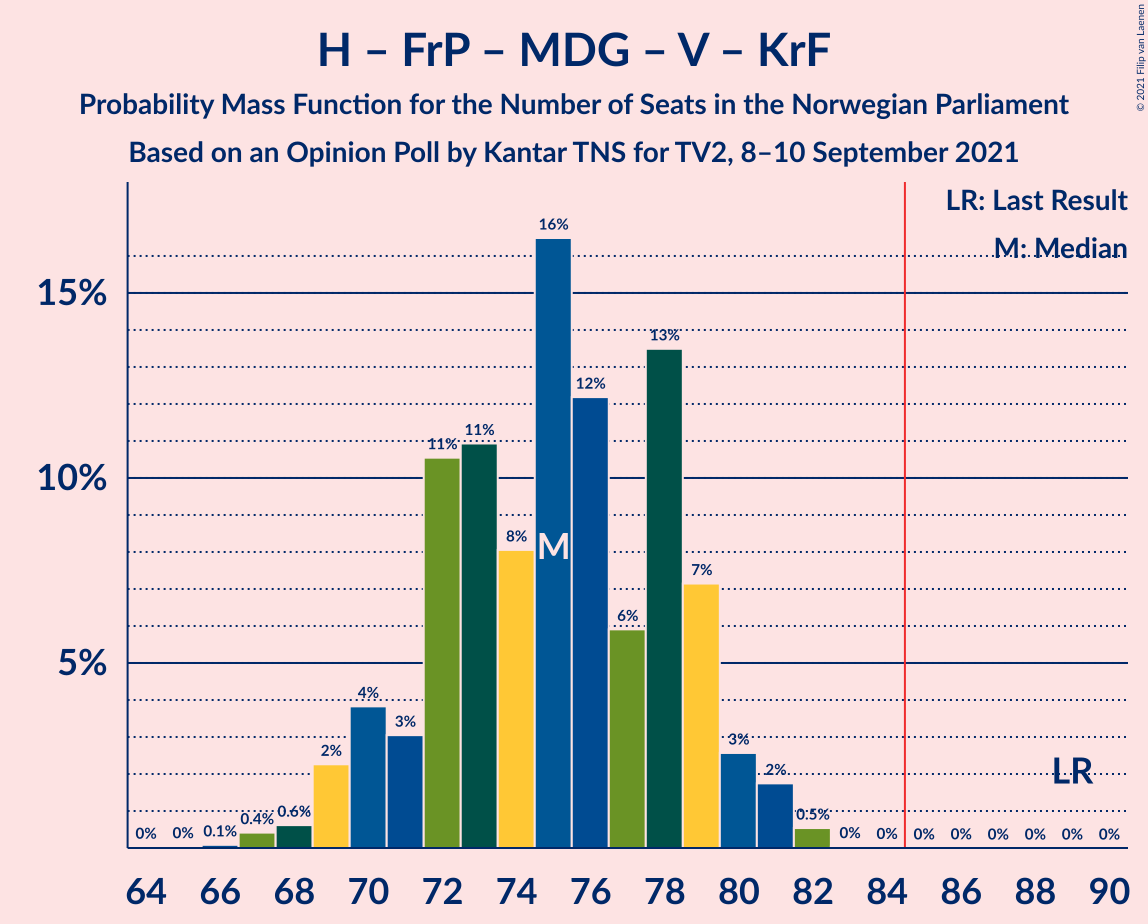 H – FrP – MDG – V – KrF
Probability Mass Function for the Number of Seats in the Norwegian Parliament
Based on an Opinion Poll by Kantar TNS for TV2, 8–10 September 2021
© 2021 Filip van Laenen
LR: Last Result
M: Median
15%
10%
5%
0% 0% 0.1% 0.4% 0.6% 2% 4% 3% 11% 11% 8% 16% 12% 6% 13% 7% 3% 2% 0.5% 0% 0% 0% 0% 0% 0% 0% 0%
M
LR
64 66 68 70 72 74 76 78 80 82 84 86 88 90